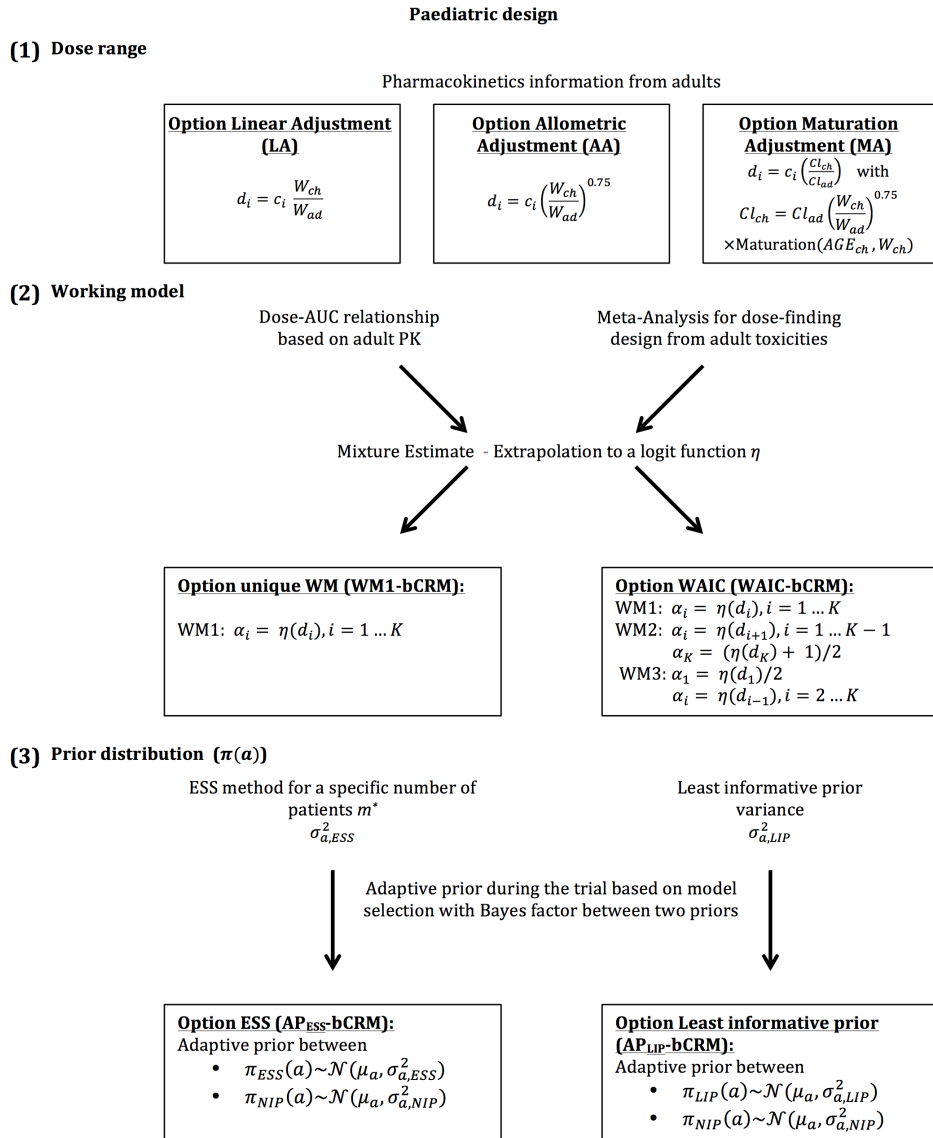 Paediatric design
(1) Dose range
Pharmacokinetics information from adults
Option Linear Adjustment
(LA)
d_i = c_i W_ch/W_ad
Option Allometric
Adjustment (AA)
d_i = c_i (W_ch/W_ad)^0.75
Option Maturation
Adjustment (MA)
d_i = c_i (Cl_ch/Cl_ad) with
Cl_ch = Cl_ad (W_ch/W_ad)^0.75
×Maturation(AGE_ch, W_ch)
(2) Working model
Dose-AUC relationship
based on adult PK
Meta-Analysis for dose-finding
design from adult toxicities
Mixture Estimate - Extrapolation to a logit function η
Option unique WM (WM1-bCRM):
WM1: α_i = η(d_i), i = 1 … K
Option WAIC (WAIC-bCRM):
WM1: α_i = η(d_i), i = 1 … K
WM2: α_i = η(d_{i+1}), i = 1 … K − 1
α_K = (η(d_K) + 1)/2
WM3: α_1 = η(d_1)/2
α_i = η(d_{i−1}), i = 2 … K
(3) Prior distribution (π(a))
ESS method for a specific number of
patients m*
σ²_{a,ESS}
Least informative prior
variance
σ²_{a,LIP}
Adaptive prior during the trial based on model
selection with Bayes factor between two priors
Option ESS (AP_ESS-bCRM):
Adaptive prior between
• π_ESS(a)~𝒩(μ_a, σ²_{a,ESS})
• π_NIP(a)~𝒩(μ_a, σ²_{a,NIP})
Option Least informative prior
(AP_LIP-bCRM):
Adaptive prior between
• π_LIP(a)~𝒩(μ_a, σ²_{a,LIP})
• π_NIP(a)~𝒩(μ_a, σ²_{a,NIP})